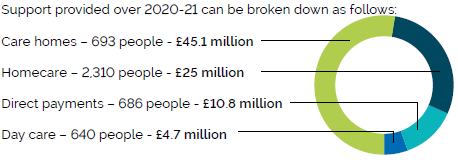 Support provided over 2020-21 can be broken down as follows:
Care homes – 693 people - £45.1 million
Homecare – 2,310 people - £25 million
Direct payments – 686 people - £10.8 million
Day care – 640 people - £4.7 million